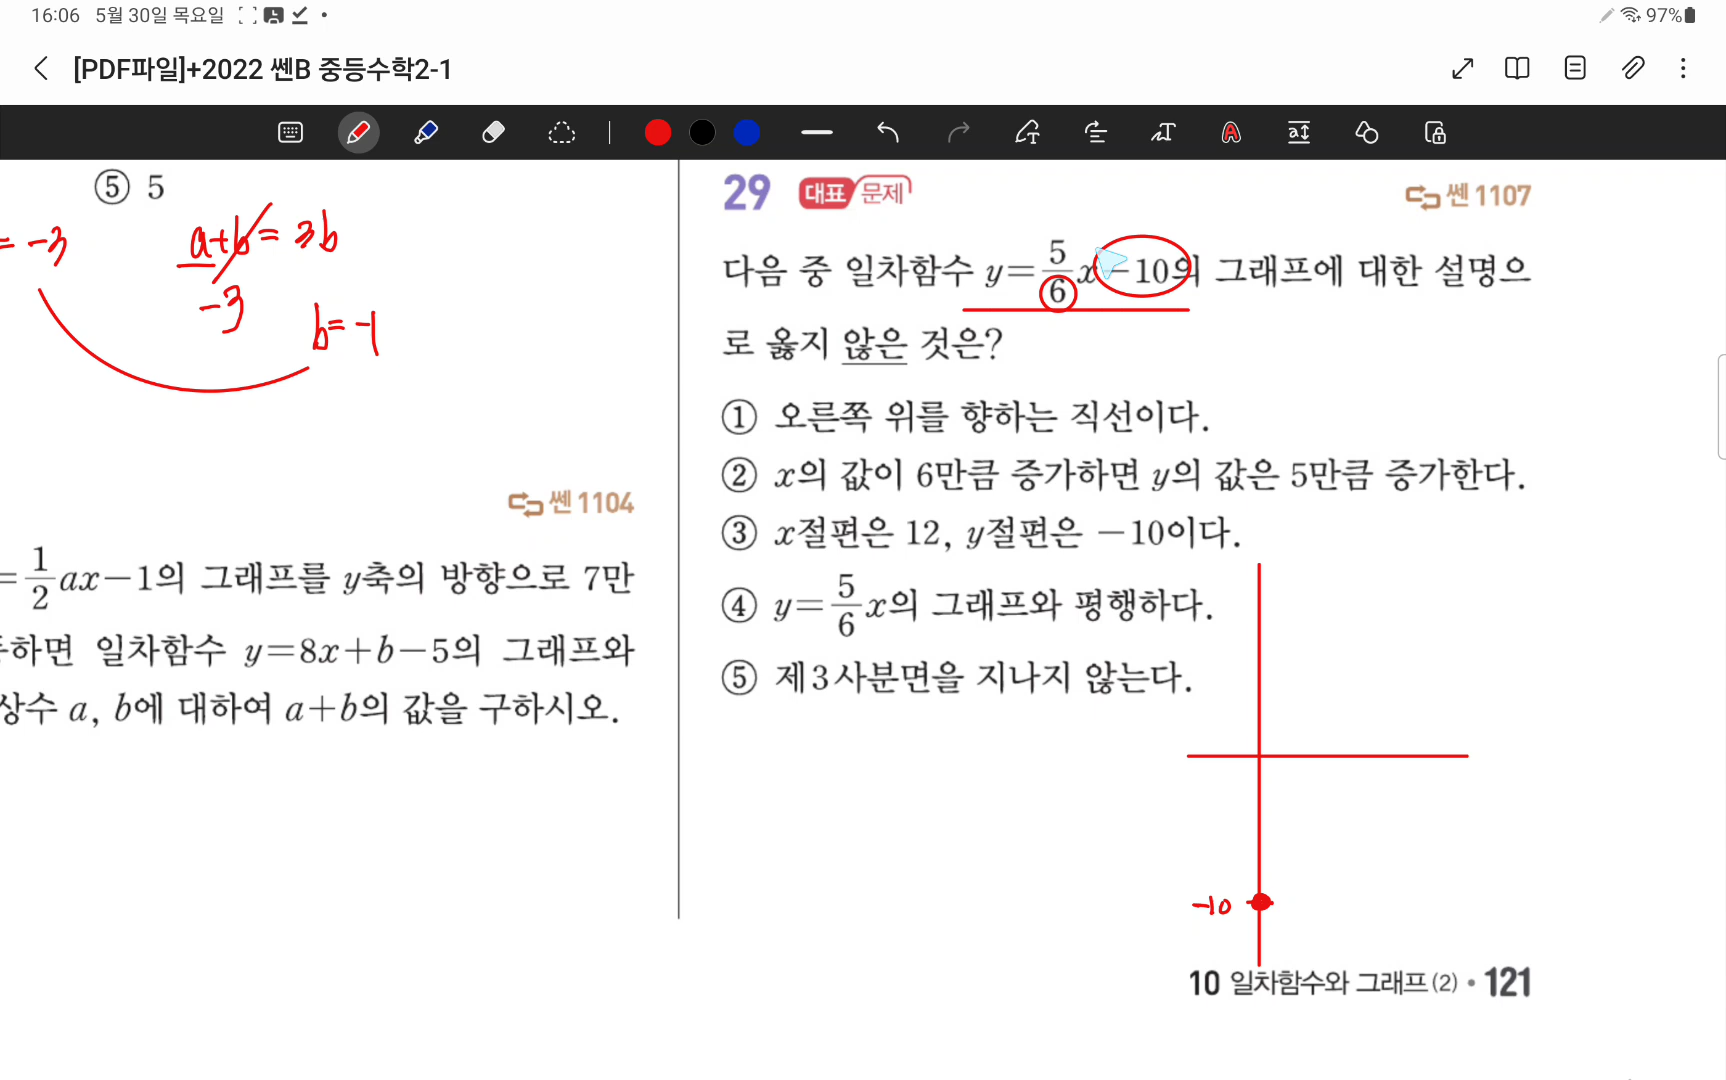 16:06 5월 30일 목요일
97%
[PDF파일]+2022 쎈B 중등수학2-1
⑤ 5
= -3
a+b = 3b
-3
b = -1
쎈 1104
=1/2ax-1의 그래프를 y축의 방향으로 7만
하면 일차함수 y=8x+b-5의 그래프와
상수 a, b에 대하여 a+b의 값을 구하시오.
29 대표 문제 쎈 1107
다음 중 일차함수 y=5/6x-10의 그래프에 대한 설명으
로 옳지 않은 것은?
① 오른쪽 위를 향하는 직선이다.
② x의 값이 6만큼 증가하면 y의 값은 5만큼 증가한다.
③ x절편은 12, y절편은 -10이다.
④ y=5/6x의 그래프와 평행하다.
⑤ 제3사분면을 지나지 않는다.
-10
10 일차함수와 그래프 (2) • 121